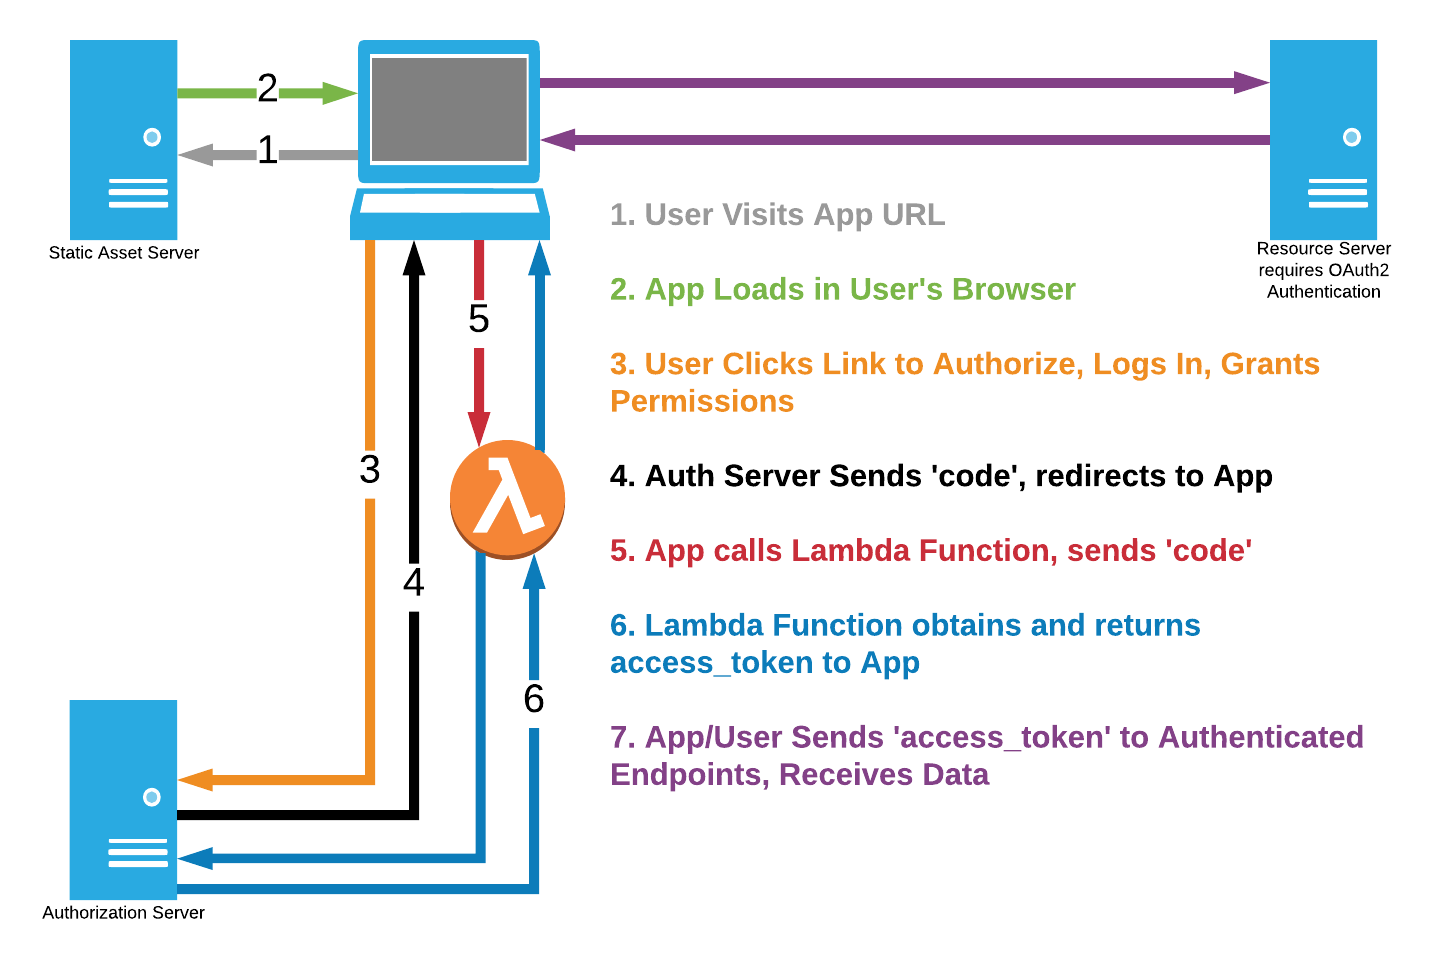 2
1
Static Asset Server
Resource Server
requires OAuth2
Authentication
1. User Visits App URL
2. App Loads in User's Browser
3. User Clicks Link to Authorize, Logs In, Grants
Permissions
4. Auth Server Sends 'code', redirects to App
5. App calls Lambda Function, sends 'code'
6. Lambda Function obtains and returns
access_token to App
7. App/User Sends 'access_token' to Authenticated
Endpoints, Receives Data
5
3
λ
4
6
Authorization Server